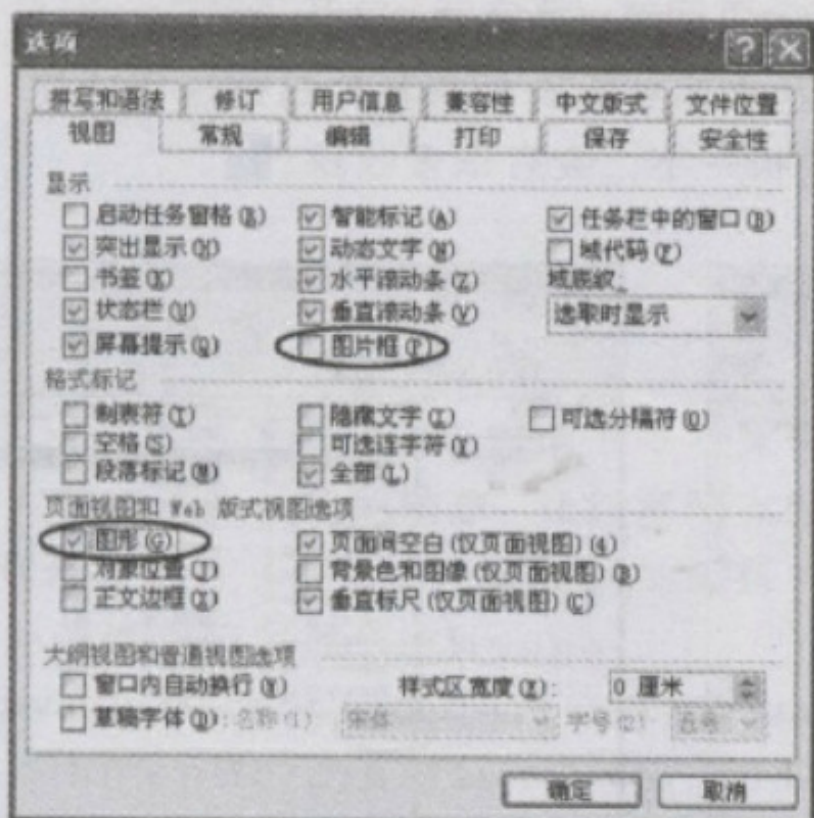 选项
拼写和语法 修订 用户信息 兼容性 中文版式 文件位置
视图 常规 编辑 打印 保存 安全性
显示
启动任务窗格(R) 智能标记(A) 任务栏中的窗口(B)
突出显示(H) 动态文字(N) 域代码(F)
书签(K) 水平滚动条(Z) 域底纹:
状态栏(U) 垂直滚动条(V) 选取时显示
屏幕提示(Q) 图片框(P)
格式标记
制表符(T) 隐藏文字(I) 可选分隔符(O)
空格(S) 可选连字符(Y)
段落标记(M) 全部(L)
页面视图和 Web 版式视图选项
图形(G) 页面间空白(仅页面视图)(4)
对象位置(J) 背景色和图像(仅页面视图)(B)
正文边框(X) 垂直标尺(仅页面视图)(C)
大纲视图和普通视图选项
窗口内自动换行(W) 样式区宽度(E): 0 厘米
草稿字体(D): 名称(1) 宋体 字号(2) 五号
确定 取消